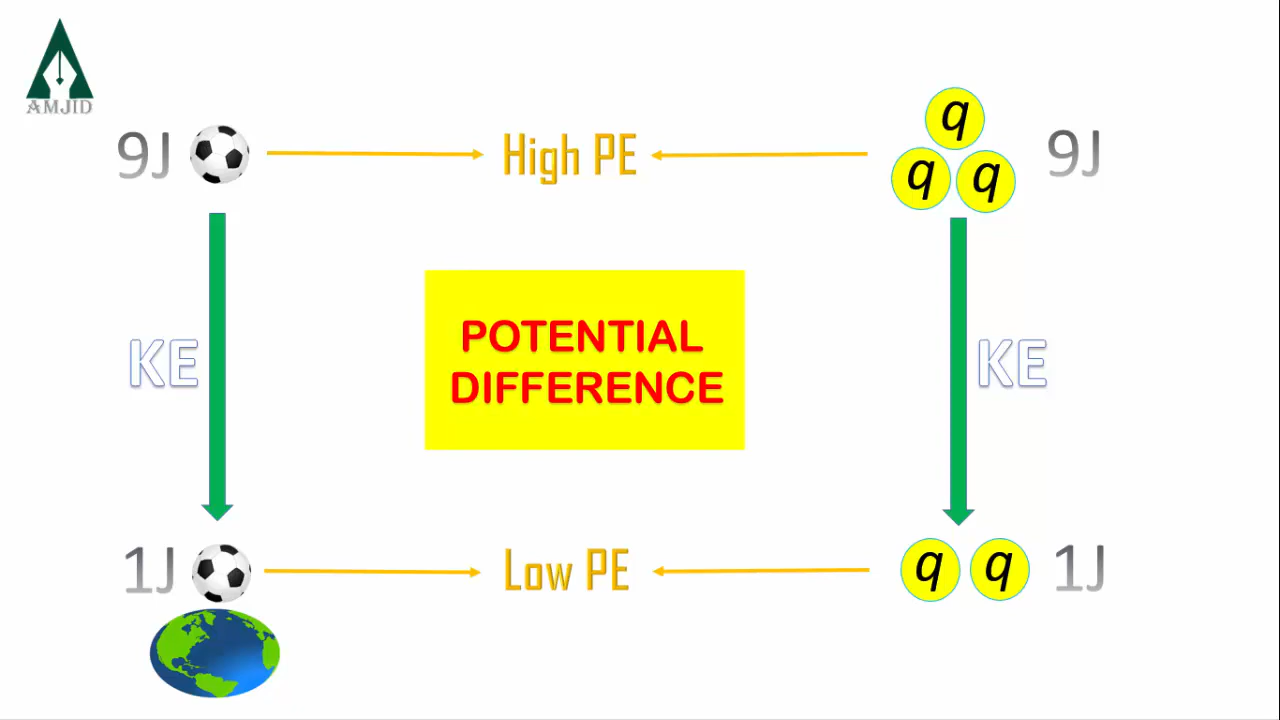 AMJID
9J
High PE
q
q q
9J
POTENTIAL
DIFFERENCE
KE
KE
1J
Low PE
q q
1J